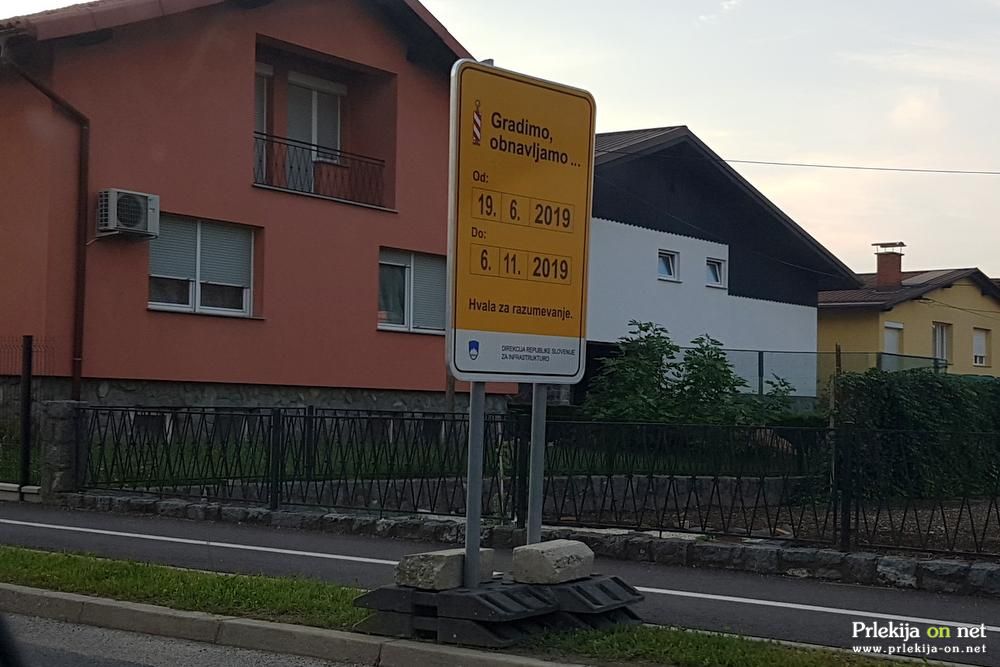 Gradimo,
obnavljamo...
Od:
19. 6. 2019
Do:
6. 11. 2019
Hvala za razumevanje.
DIREKCIJA REPUBLIKE SLOVENIJE
ZA INFRASTRUKTURO
Prlekija on net
www.prlekija-on.net